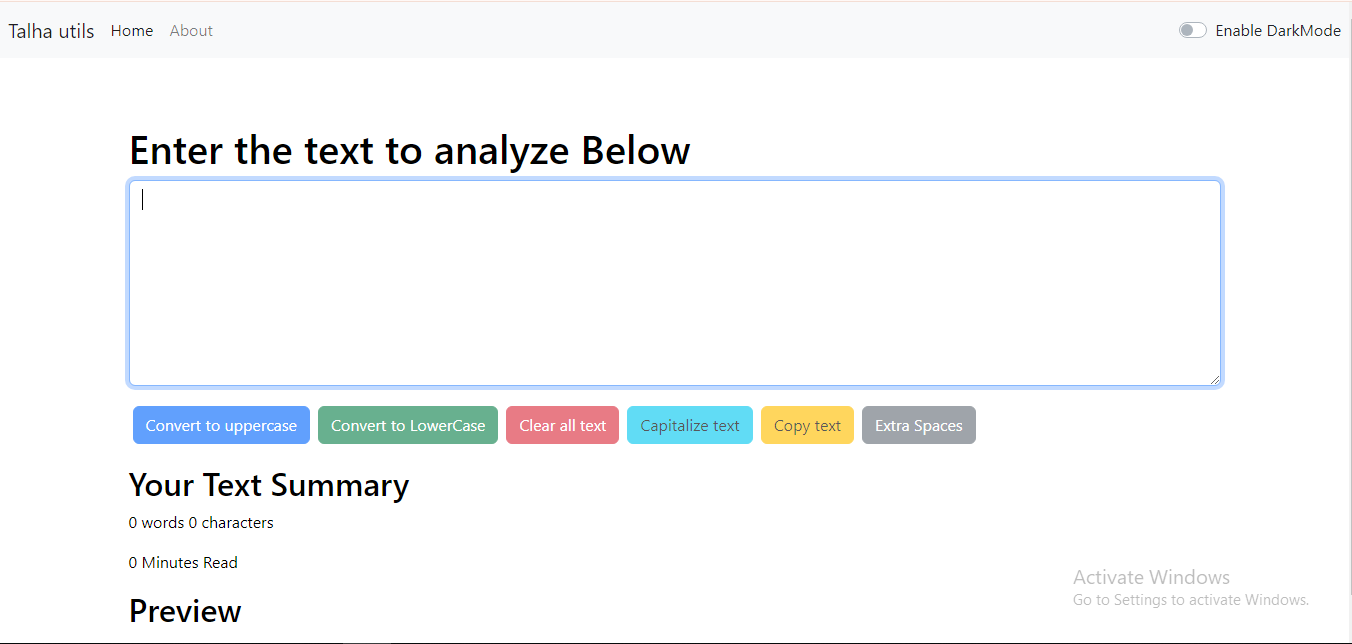 Talha utils Home About Enable DarkMode
Enter the text to analyze Below
Convert to uppercase Convert to LowerCase Clear all text Capitalize text Copy text Extra Spaces
Your Text Summary
0 words 0 characters
0 Minutes Read
Activate Windows
Go to Settings to activate Windows.
Preview